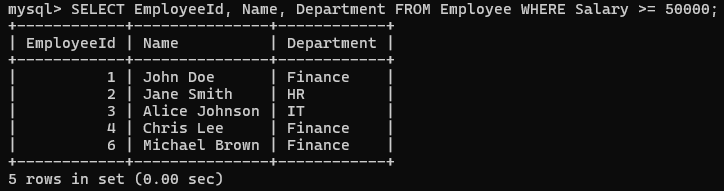 mysql> SELECT EmployeeId, Name, Department FROM Employee WHERE Salary >= 50000;
+------------+---------------+------------+
| EmployeeId | Name          | Department |
+------------+---------------+------------+
|          1 | John Doe      | Finance    |
|          2 | Jane Smith    | HR         |
|          3 | Alice Johnson | IT         |
|          4 | Chris Lee     | Finance    |
|          6 | Michael Brown | Finance    |
+------------+---------------+------------+
5 rows in set (0.00 sec)